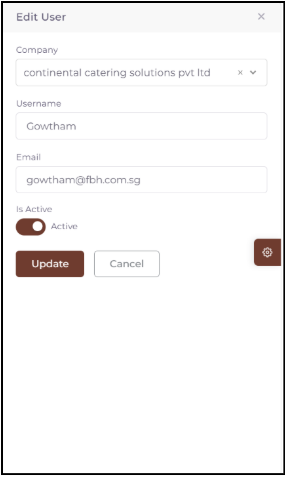 Edit User
Company
continental catering solutions pvt ltd
Username
Gowtham
Email
gowtham@fbh.com.sg
Is Active
Active
Update
Cancel